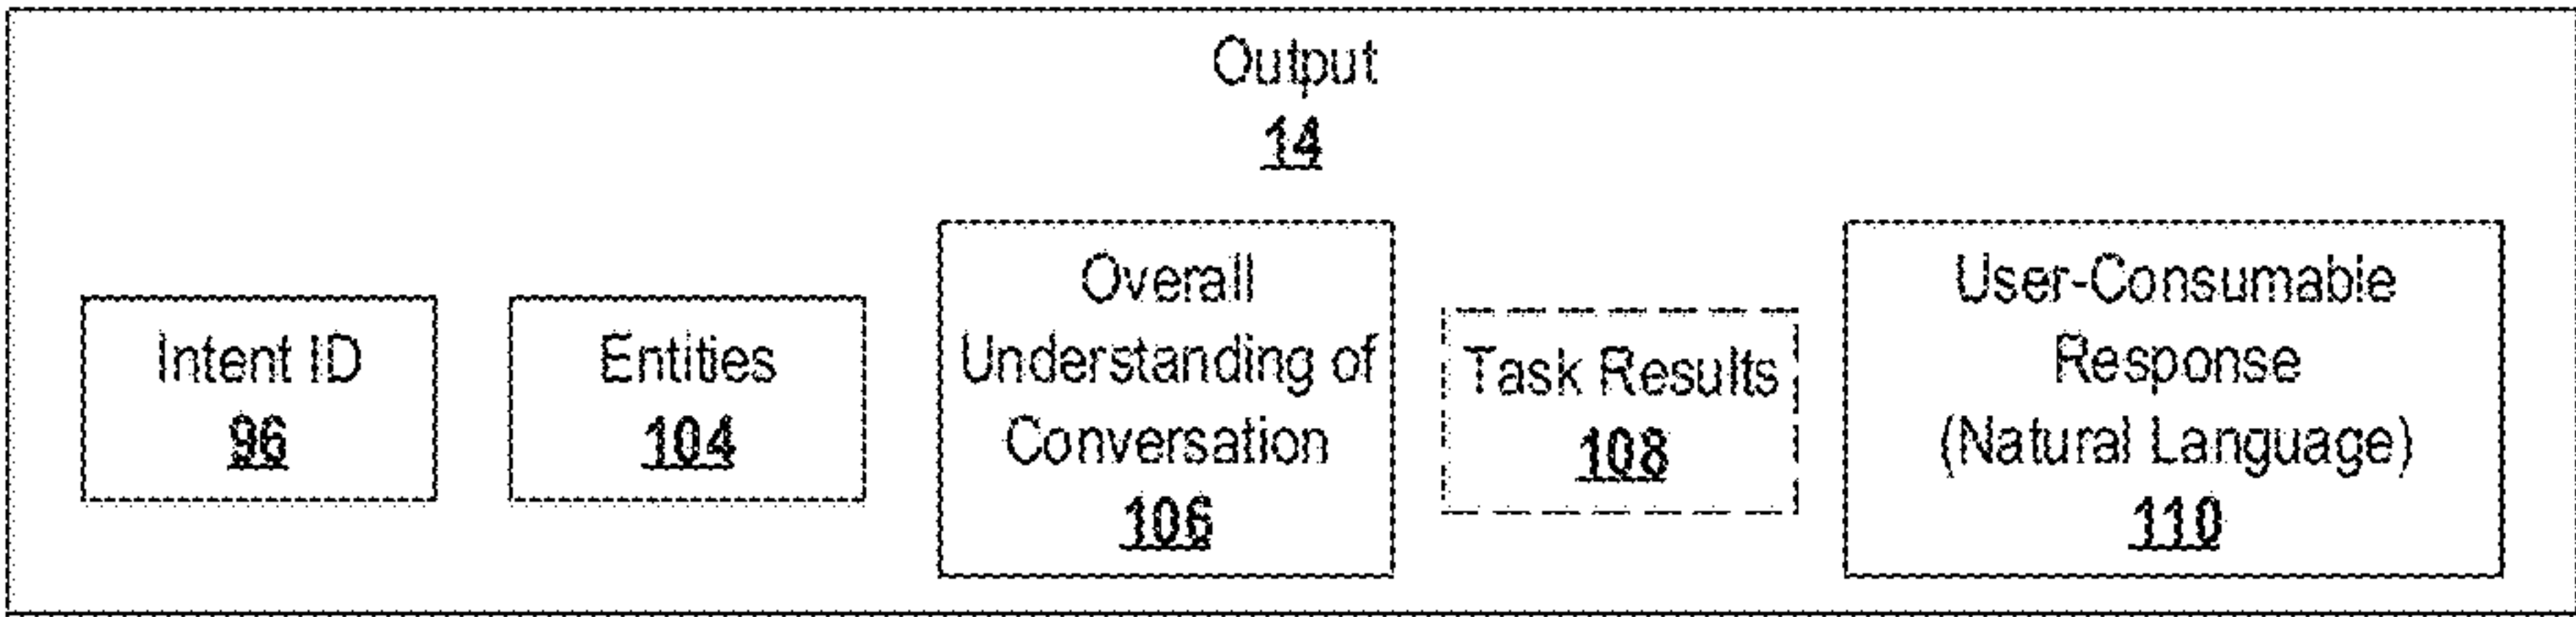 Output
14
Intent ID
96
Entities
104
Overall
Understanding of
Conversation
106
Task Results
108
User-Consumable
Response
(Natural Language)
110